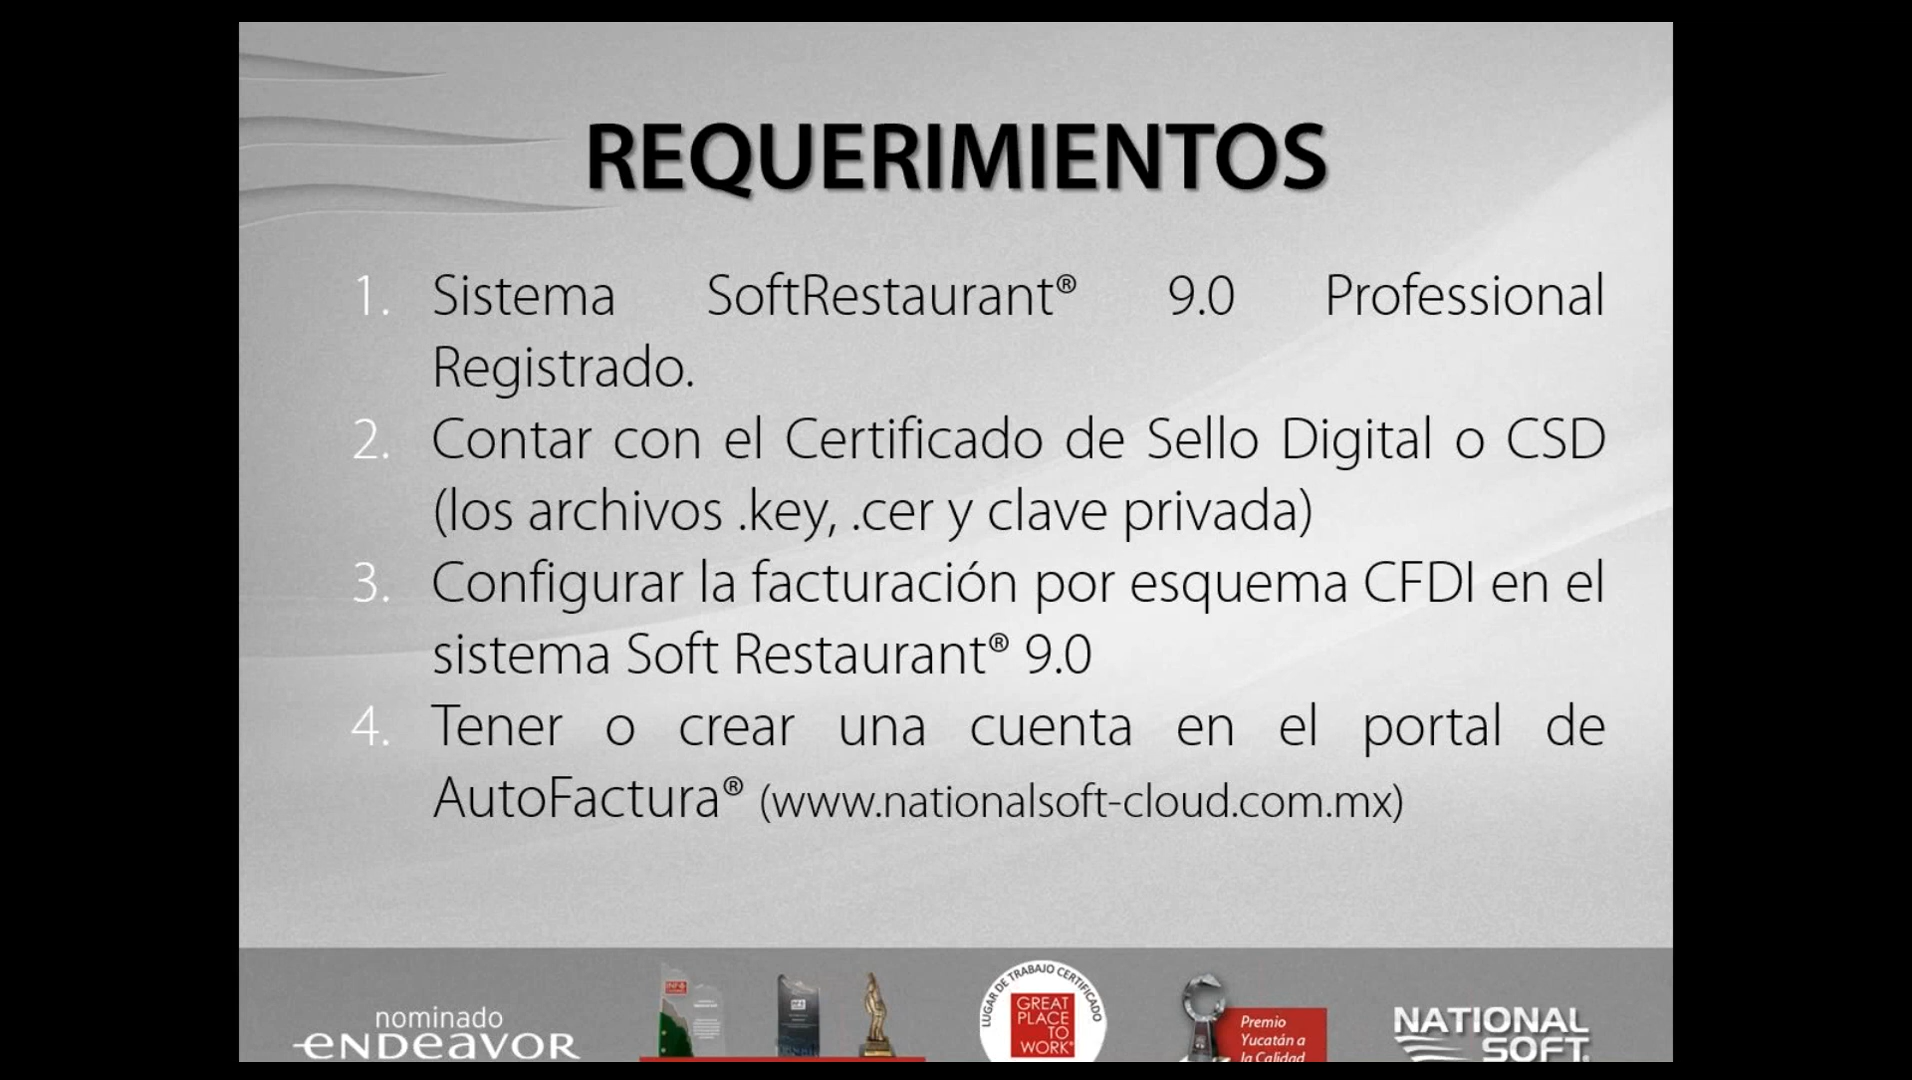 REQUERIMIENTOS
1. Sistema SoftRestaurant® 9.0 Professional
Registrado.
2. Contar con el Certificado de Sello Digital o CSD
(los archivos .key, .cer y clave privada)
3. Configurar la facturación por esquema CFDI en el
sistema Soft Restaurant® 9.0
4. Tener o crear una cuenta en el portal de
AutoFactura® (www.nationalsoft-cloud.com.mx)
nominado
enDeavor
LUGAR DE TRABAJO CERTIFICADO
GREAT
PLACE
TO
WORK®
Premio
Yucatán a
la Calidad
NATIONAL
SOFT®